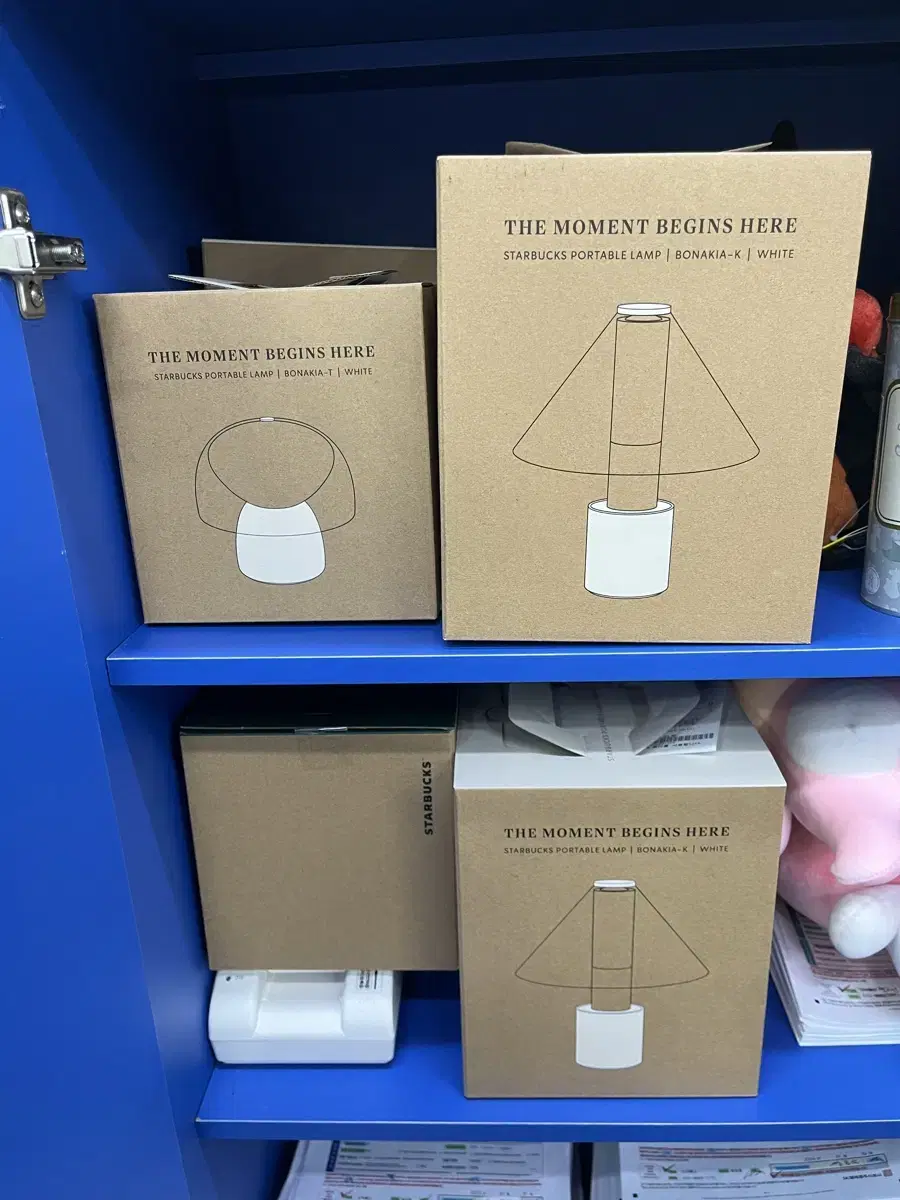 THE MOMENT BEGINS HERE
STARBUCKS PORTABLE LAMP | BONAKIA-T | WHITE
THE MOMENT BEGINS HERE
STARBUCKS PORTABLE LAMP | BONAKIA-K | WHITE
STARBUCKS
THE MOMENT BEGINS HERE
STARBUCKS PORTABLE LAMP | BONAKIA-K | WHITE